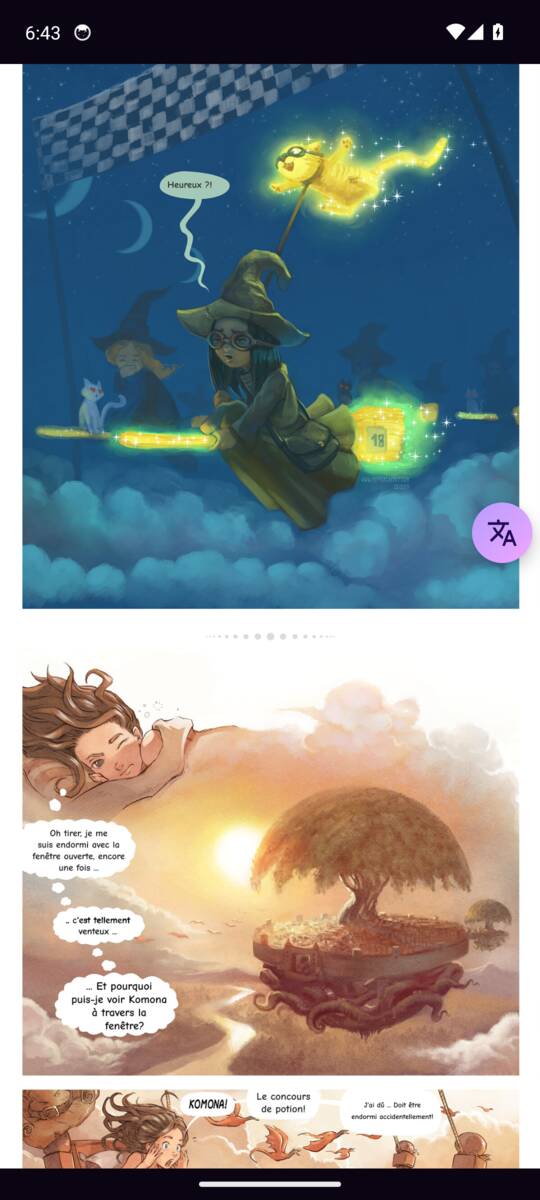 6:43
Heureux ?!
18
Oh tirer, je me
suis endormi avec la
fenêtre ouverte, encore
une fois ...
.. c'est tellement
venteux ...
... Et pourquoi
puis-je voir Komona
à travers la
fenêtre?
KOMONA!
Le concours
de potion!
J'ai dû ... Doit être
endormi accidentellement!